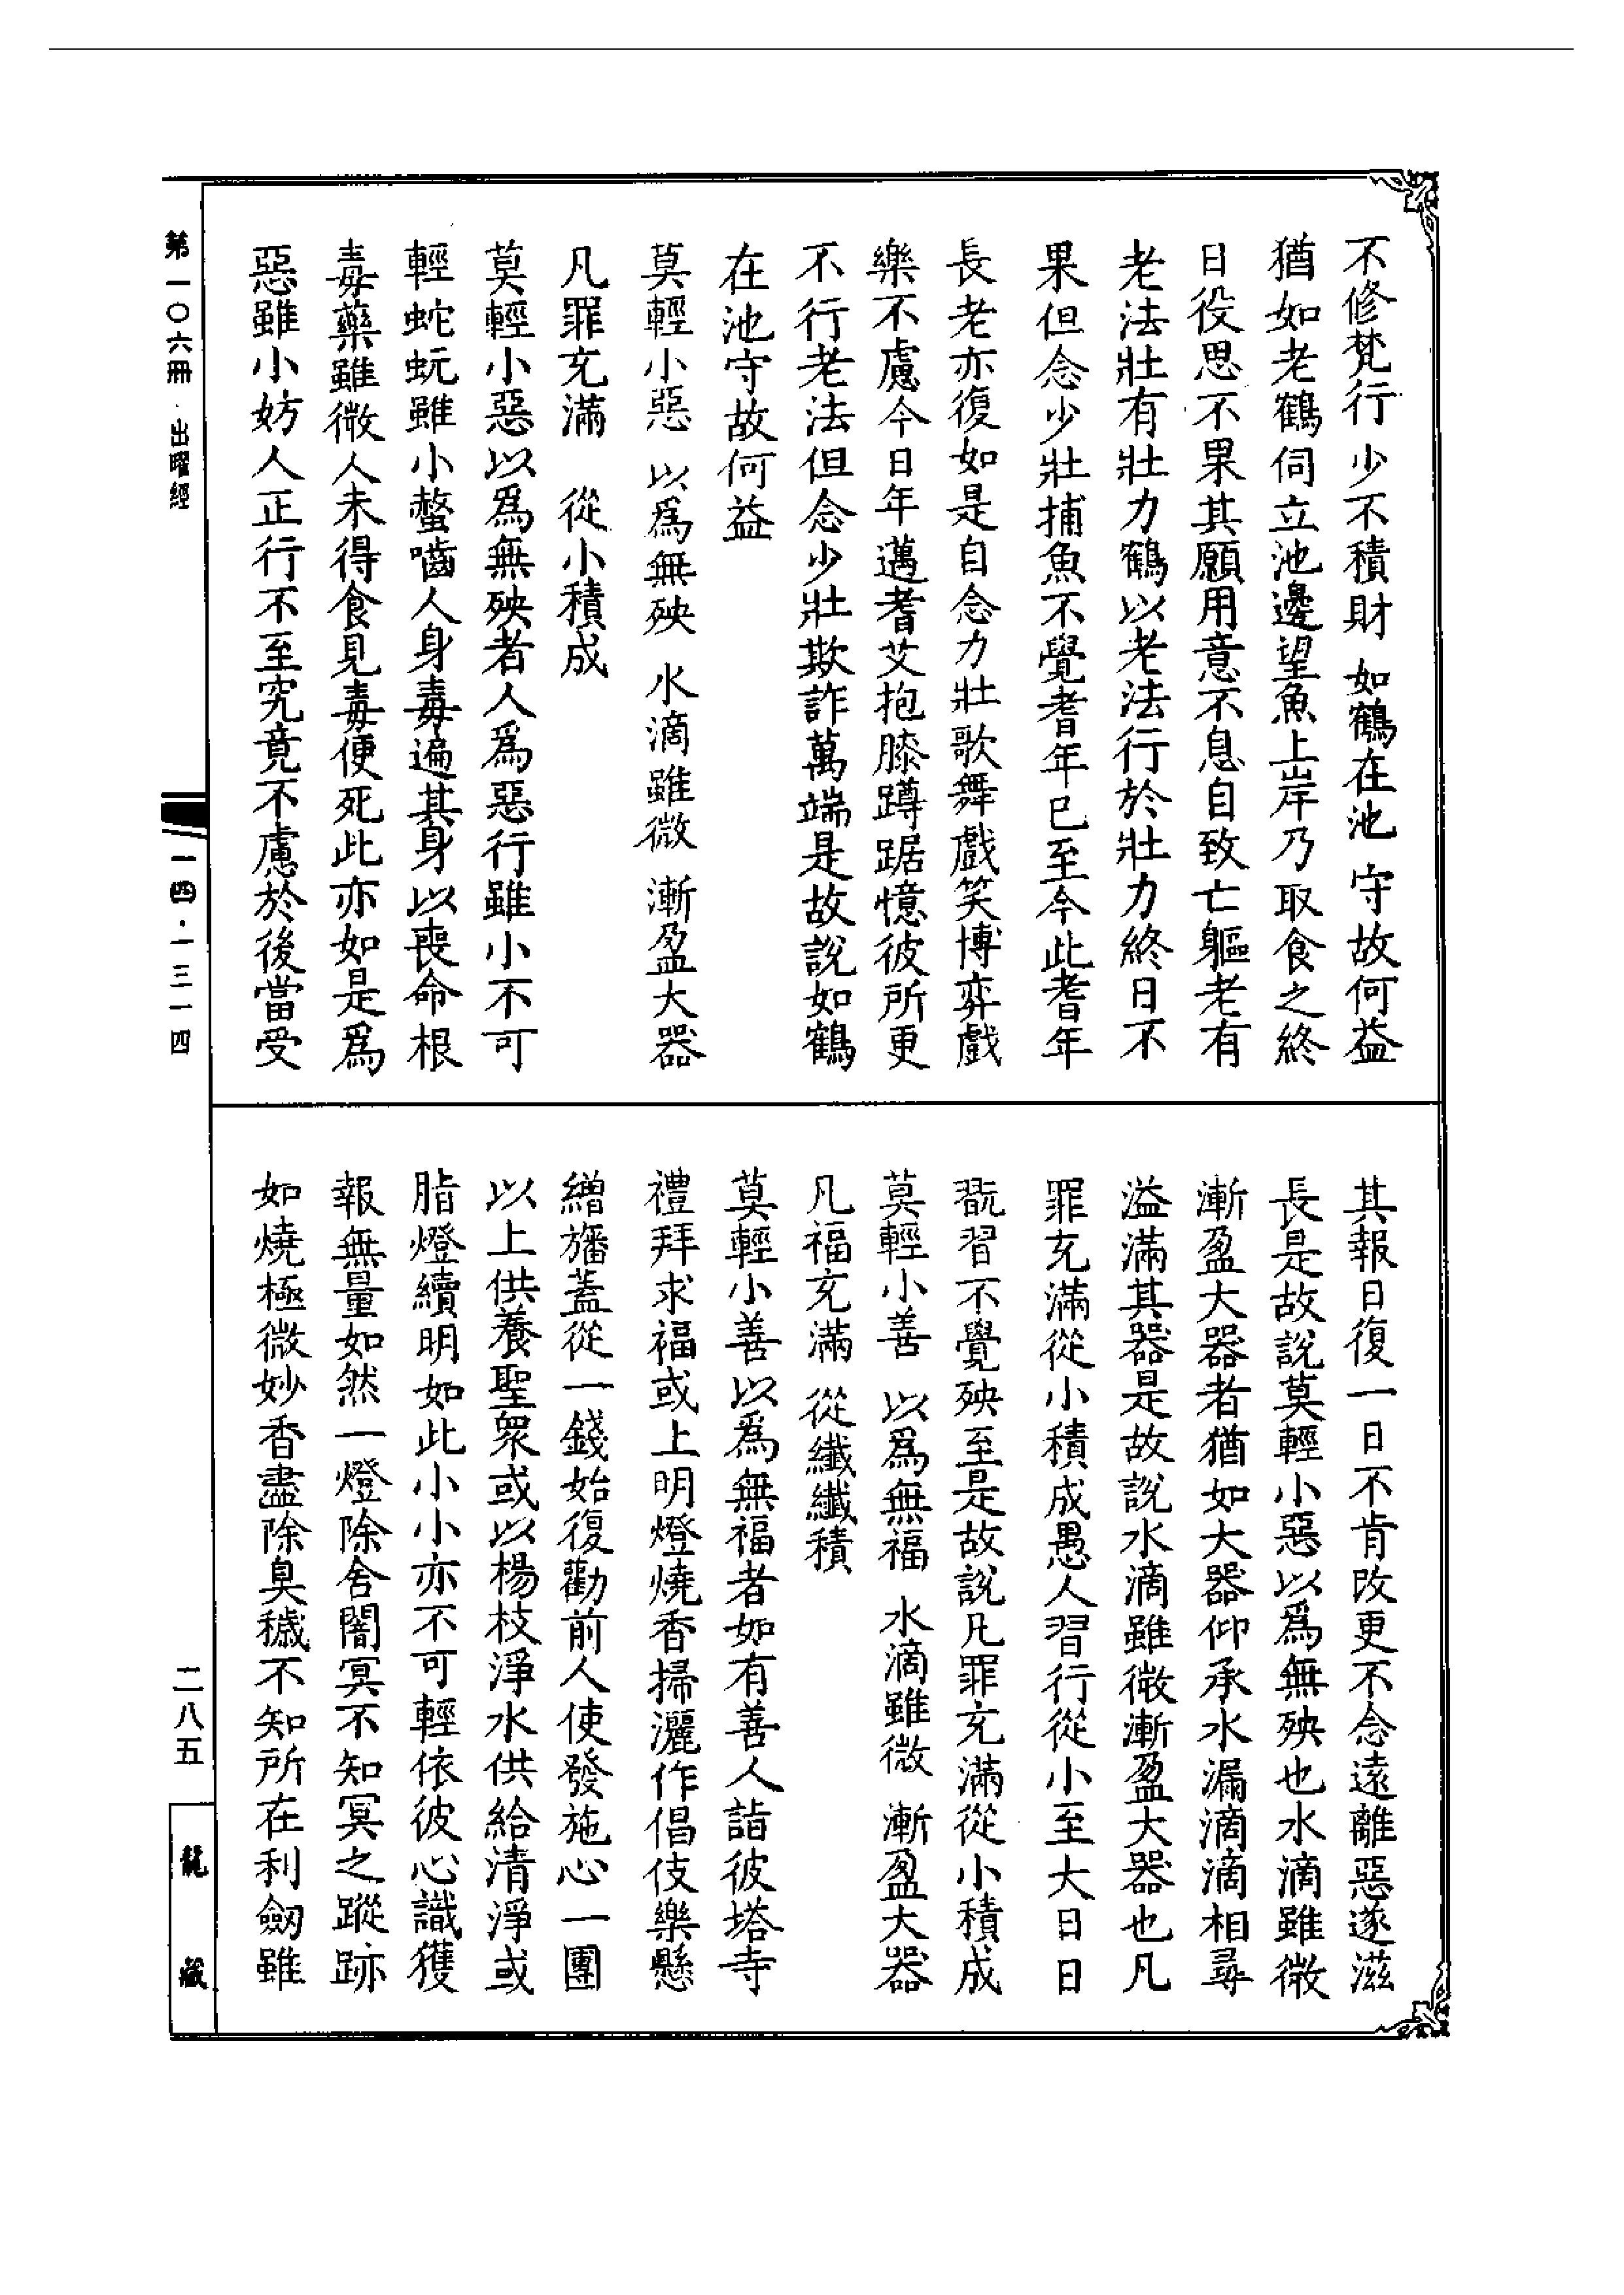 不修梵行 少不積財 如鶴在池 守故何益
猶如老鶴伺立池邊望魚上岸乃取食之終
日役思不果其願用意不息自致亡軀老有
老法壯有壯力鶴以老法行於壯力終日不
果但念少壯捕魚不覺耆年已至今此耆年
長老亦復如是自念力壯歌舞戲笑博弈戲
樂不慮今日年邁耆艾抱膝蹲踞憶彼所更
不行老法但念少壯欺詐萬端是故說如鶴
在池守故何益
莫輕小惡 以爲無殃 水滴雖微 漸盈大器
凡罪充滿 從小積成
莫輕小惡以爲無殃者人爲惡行雖小不可
輕蛇蚖雖小螫嚙人身毒遍其身以喪命根
毒藥雖微人未得食見毒便死此亦如是爲
惡雖小妨人正行不至究竟不慮於後當受
其報日復一日不肯改更不念遠離惡遂滋
長是故說莫輕小惡以爲無殃也水滴雖微
漸盈大器者猶如大器仰承水漏滴滴相尋
溢滿其器是故說水滴雖微漸盈大器也凡
罪充滿從小積成愚人習行從小至大日日
翫習不覺殃至是故說凡罪充滿從小積成
莫輕小善 以爲無福 水滴雖微 漸盈大器
凡福充滿 從纖纖積
莫輕小善以爲無福者如有善人詣彼塔寺
禮拜求福或上明燈燒香掃灑作倡伎樂懸
繒旛蓋從一錢始復勸前人使發施心一團
以上供養聖眾或以楊枝淨水供給清淨或
脂燈續明如此小小亦不可輕依彼心識獲
報無量如然一燈除舍闇冥不知冥之蹤跡
如燒極微妙香盡除臭穢不知所在利劒雖
第一〇六冊 · 出曜經
一四·一三一四
二八五
龍藏